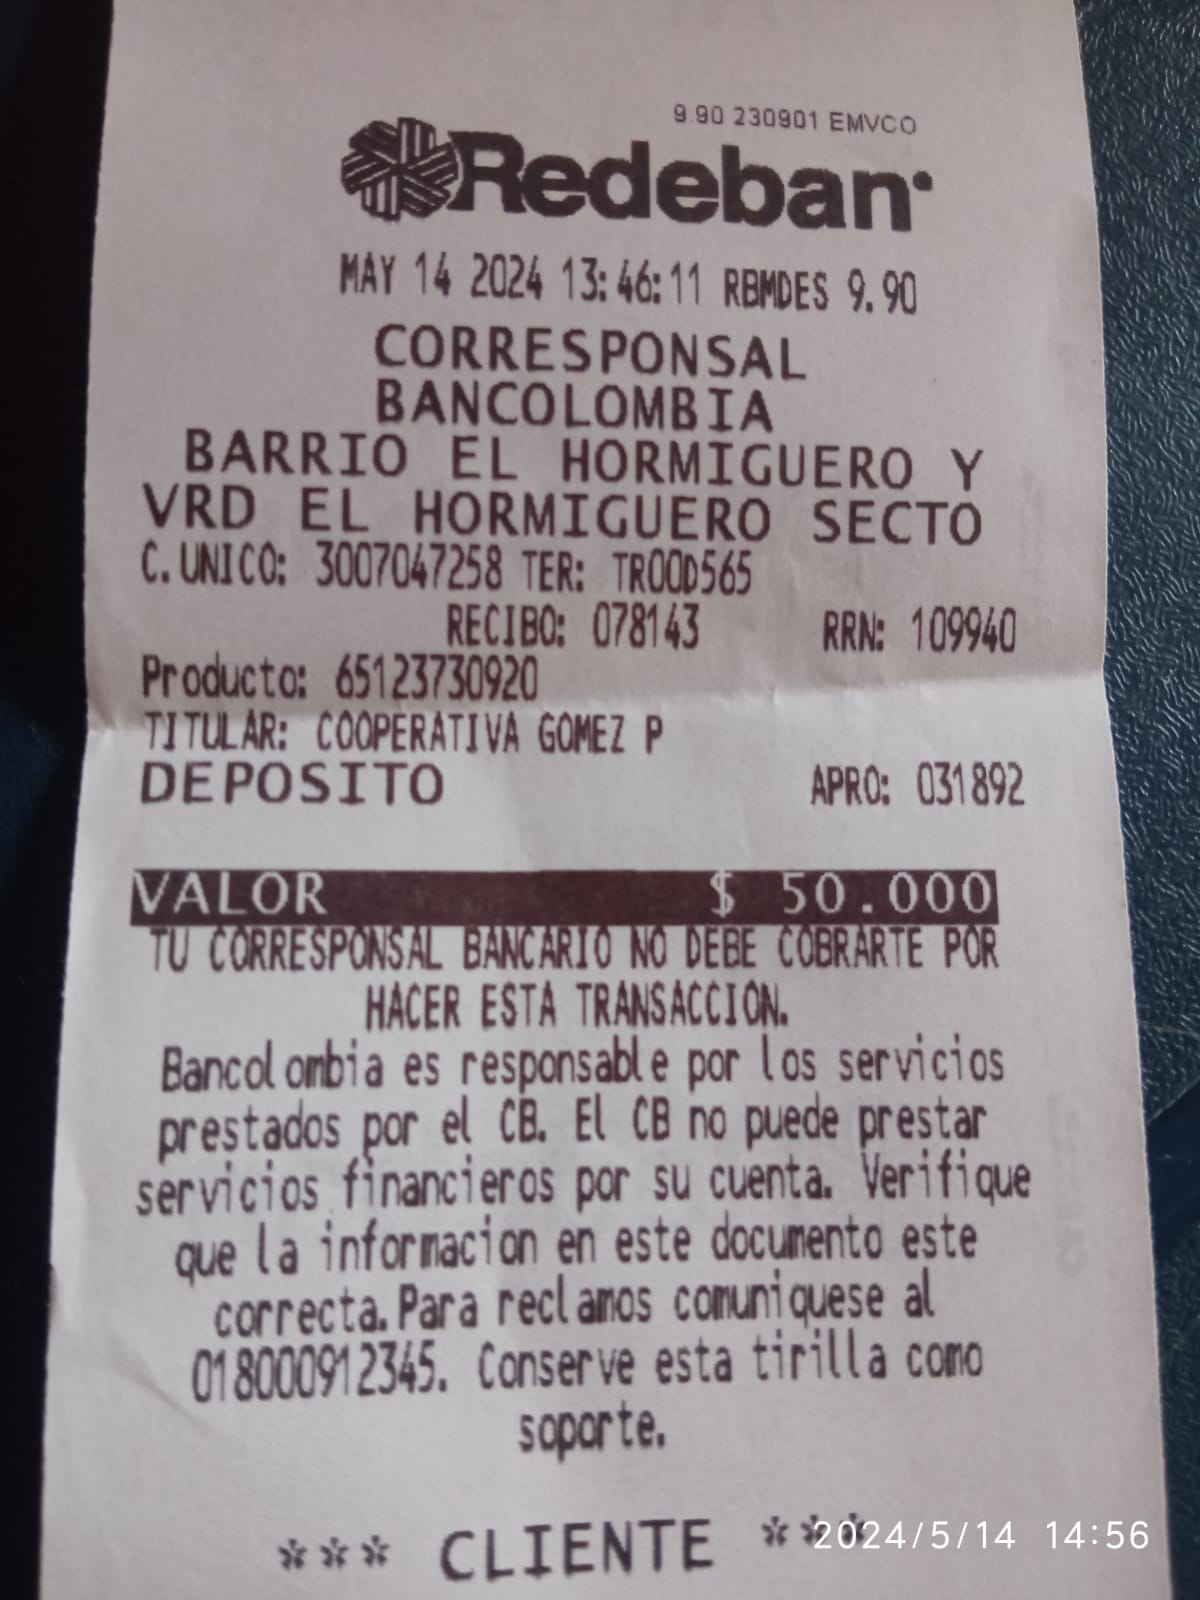 9.90 230901 EMVCO
Redeban
MAY 14 2024 13:46:11 RBMDES 9.90
CORRESPONSAL
BANCOLOMBIA
BARRIO EL HORMIGUERO Y
VRD EL HORMIGUERO SECTO
C.UNICO: 3007047258 TER: TR00D565
RECIBO: 078143 RRN: 109940
Producto: 65123730920
TITULAR: COOPERATIVA GOMEZ P
DEPOSITO APRO: 031892
VALOR $ 50.000
TU CORRESPONSAL BANCARIO NO DEBE COBRARTE POR
HACER ESTA TRANSACCION.
Bancolombia es responsable por los servicios
prestados por el CB. El CB no puede prestar
servicios financieros por su cuenta. Verifique
que la informacion en este documento este
correcta.Para reclamos comuniquese al
018000912345. Conserve esta tirilla como
soporte.
*** CLIENTE ***
2024/5/14 14:56